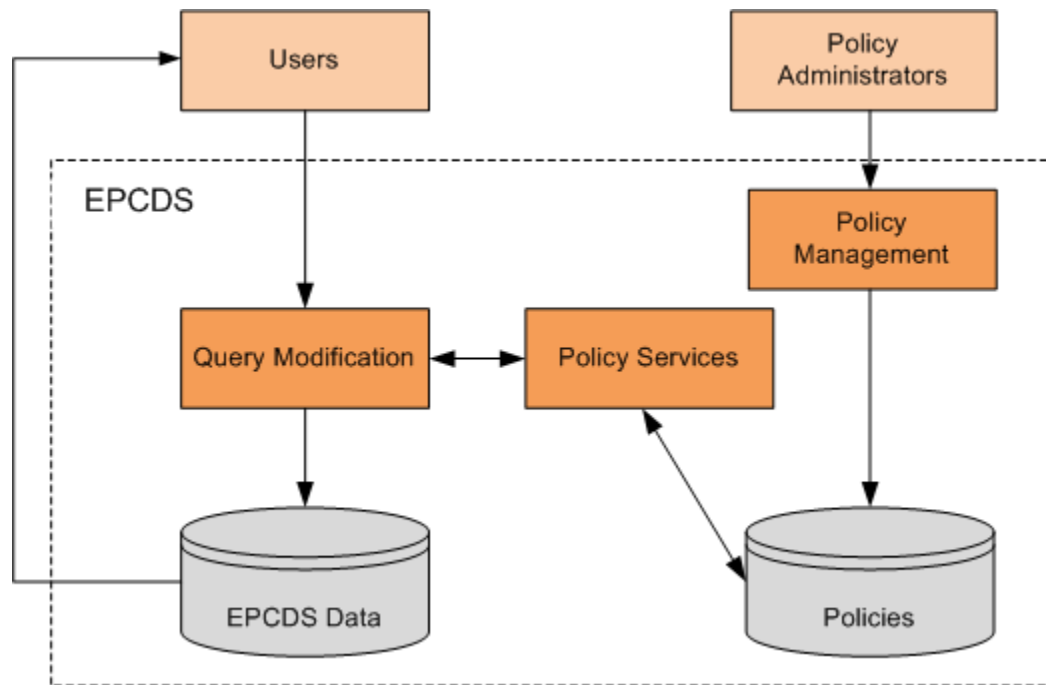 Users
Policy
Administrators
EPCDS
Policy
Management
Query Modification
Policy Services
EPCDS Data
Policies